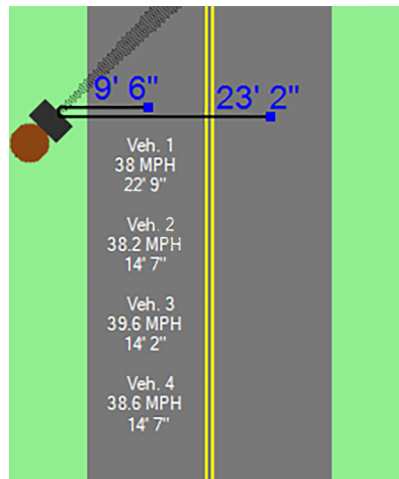 9' 6"
23' 2"
Veh. 1
38 MPH
22' 9"
Veh. 2
38.2 MPH
14' 7"
Veh. 3
39.6 MPH
14' 2"
Veh. 4
38.6 MPH
14' 7"